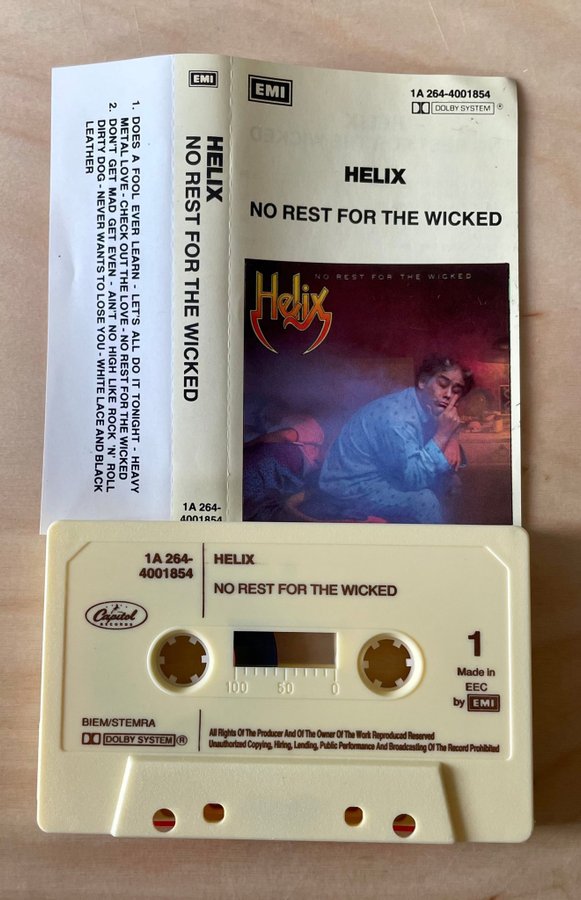 1. DOES A FOOL EVER LEARN - LET'S ALL DO IT TONIGHT - HEAVY
METAL LOVE - CHECK OUT THE LOVE - NO REST FOR THE WICKED
2. DON'T GET MAD GET EVEN - AIN'T NO HIGH LIKE ROCK 'N' ROLL
DIRTY DOG - NEVER WANTS TO LOSE YOU - WHITE LACE AND BLACK
LEATHER
EMI
HELIX
NO REST FOR THE WICKED
1A 264-
4001854
EMI
1A 264-4001854
DOLBY SYSTEM ®
HELIX
NO REST FOR THE WICKED
NO REST FOR THE WICKED
Helix
1A 264-
4001854
HELIX
NO REST FOR THE WICKED
Capitol
RECORDS
100 50 0
1
Made in
EEC
by EMI
BIEM/STEMRA
DOLBY SYSTEM ®
All Rights Of The Producer And Of The Owner Of The Work Reproduced Reserved
Unauthorized Copying, Hiring, Lending, Public Performance And Broadcasting Of The Record Prohibited